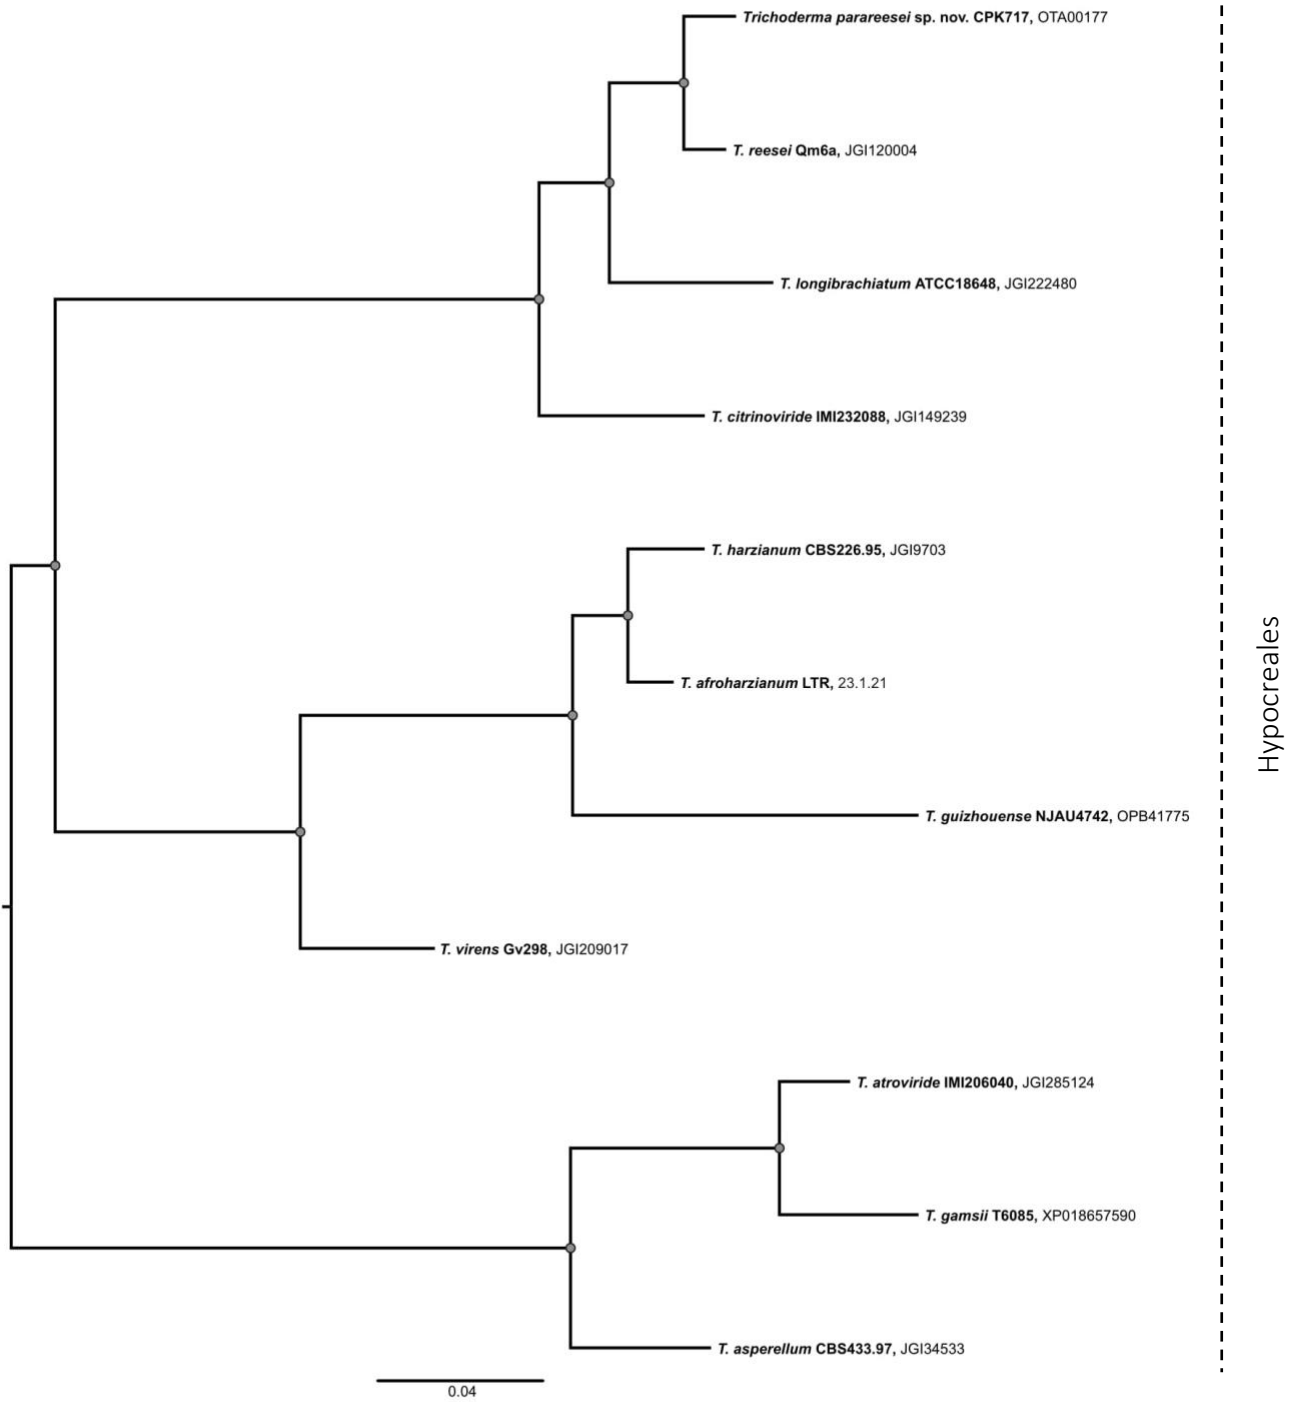 Trichoderma parareesei sp. nov. CPK717, OTA00177
T. reesei Qm6a, JGI120004
T. longibrachiatum ATCC18648, JGI222480
T. citrinoviride IMI232088, JGI149239
T. harzianum CBS226.95, JGI9703
T. afroharzianum LTR, 23.1.21
T. guizhouense NJAU4742, OPB41775
T. virens Gv298, JGI209017
T. atroviride IMI206040, JGI285124
T. gamsii T6085, XP018657590
T. asperellum CBS433.97, JGI34533
0.04
Hypocreales